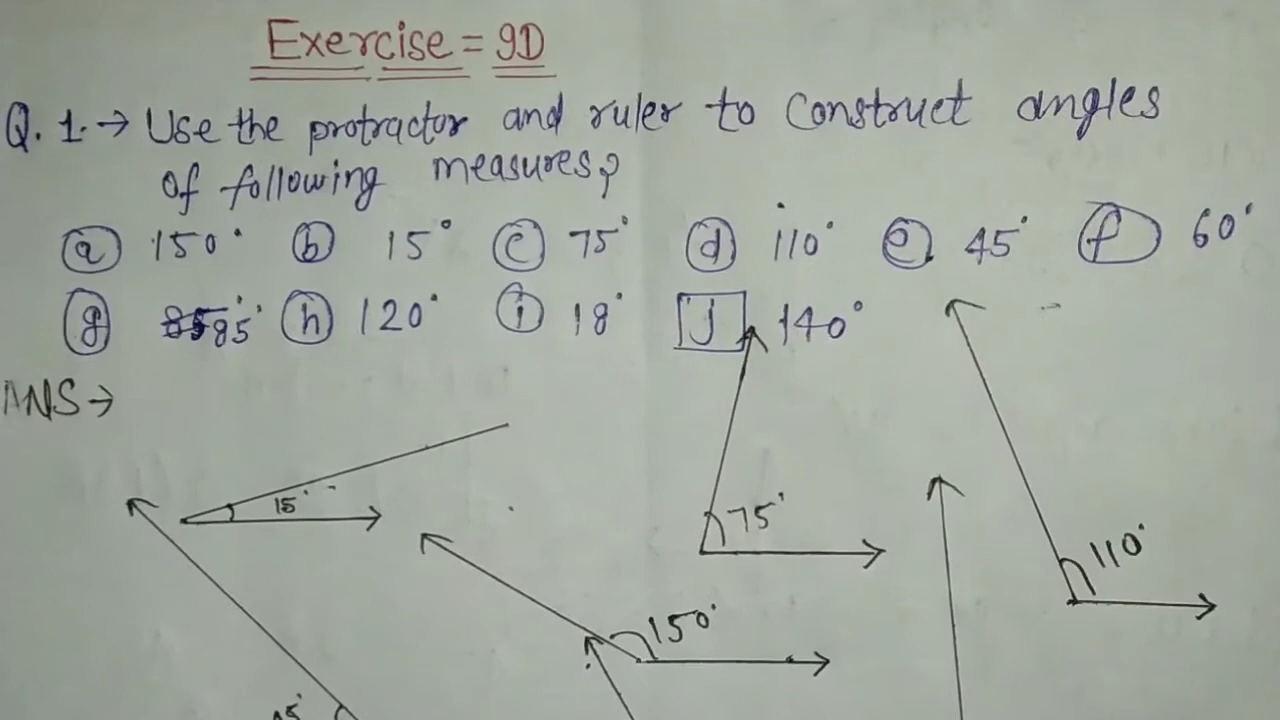 Exercise = 9D
Q. 1. → Use the protractor and ruler to construct angles
of following measures?
ⓐ 150° ⓑ 15° ⓒ 75° ⓓ 110° ⓔ 45° ⓕ 60°
ⓖ 85° ⓗ 120° ⓘ 18° J 140°
ANS →
15°
75°
110°
150°